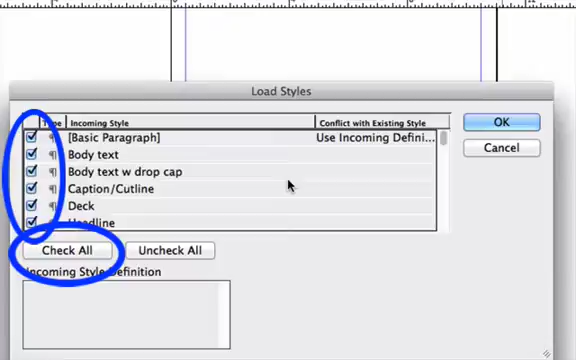 Load Styles
Type Incoming Style Conflict with Existing Style
[Basic Paragraph] Use Incoming Defini...
Body text
Body text w drop cap
Caption/Cutline
Deck
Headline
OK
Cancel
Check All Uncheck All
Incoming Style Definition